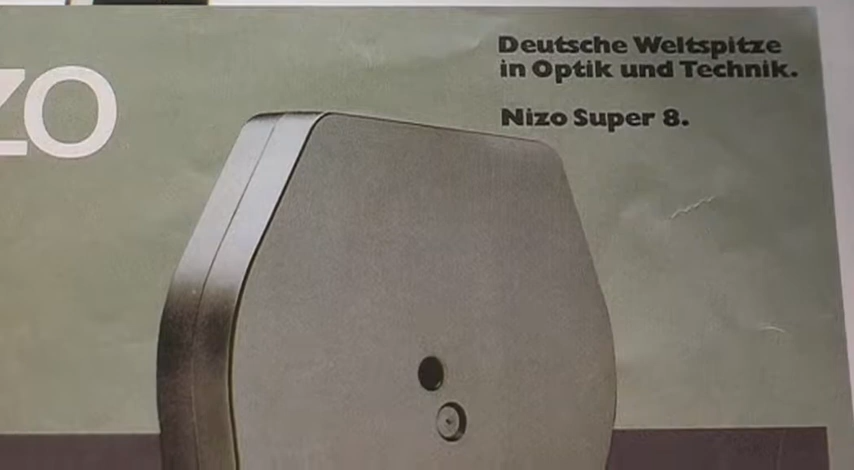 ZO
Deutsche Weltspitze
in Optik und Technik.
Nizo Super 8.